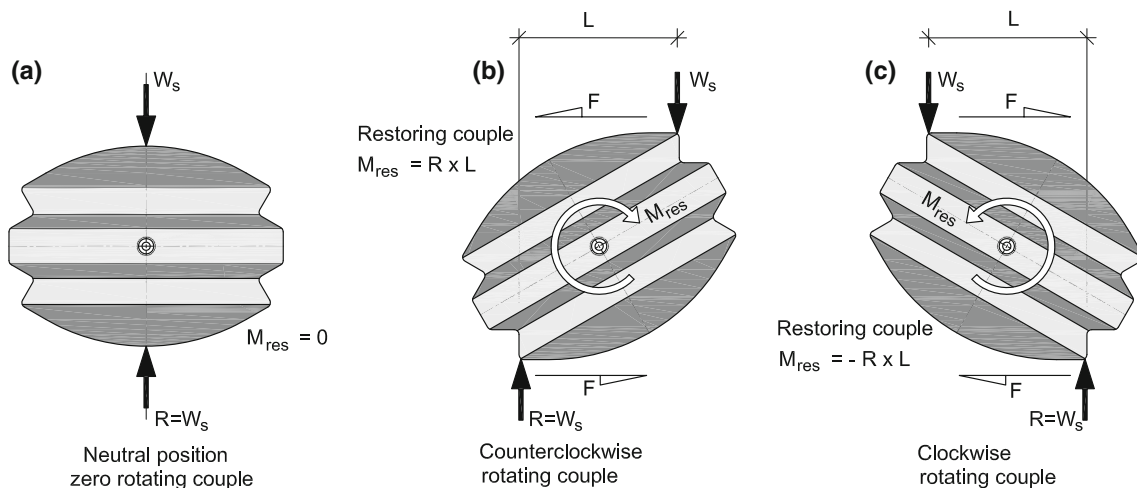 (a)
W_s
M_res = 0
R=W_s
Neutral position
zero rotating couple
(b)
L
W_s
F
Restoring couple
M_res = R x L
M_res
F
R=W_s
Counterclockwise
rotating couple
(c)
L
W_s
F
M_res
Restoring couple
M_res = - R x L
F
R=W_s
Clockwise
rotating couple